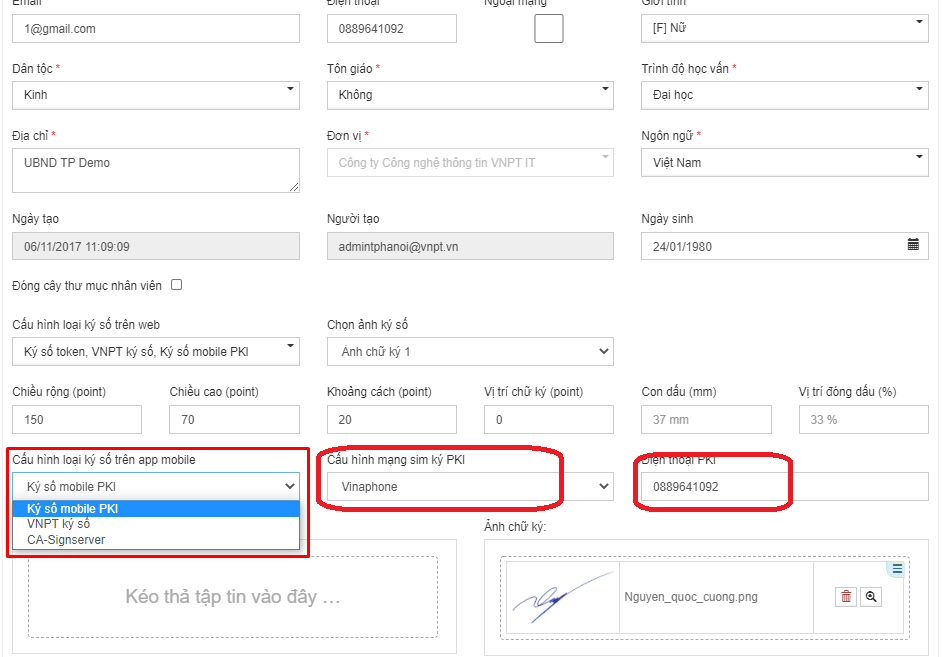 Email Điện thoại Ngoại mạng Giới tính
1@gmail.com 0889641092 [F] Nữ
Dân tộc * Tôn giáo * Trình độ học vấn *
Kinh Không Đại học
Địa chỉ * Đơn vị * Ngôn ngữ *
UBND TP Demo Công ty Công nghệ thông tin VNPT IT Việt Nam
Ngày tạo Người tạo Ngày sinh
06/11/2017 11:09:09 admintphanoi@vnpt.vn 24/01/1980
Đóng cây thư mục nhân viên
Cấu hình loại ký số trên web Chọn ảnh ký số
Ký số token, VNPT ký số, Ký số mobile PKI Anh chữ ký 1
Chiều rộng (point) Chiều cao (point) Khoảng cách (point) Vị trí chữ ký (point) Con dấu (mm) Vị trí đóng dấu (%)
150 70 20 0 37 mm 33 %
Cấu hình loại ký số trên app mobile Cấu hình mạng sim ký PKI Điện thoại PKI
Ký số mobile PKI Vinaphone 0889641092
Ký số mobile PKI
VNPT ký số
CA-Signserver
Ảnh chữ ký:
Kéo thả tập tin vào đây ... Nguyen_quoc_cuong.png